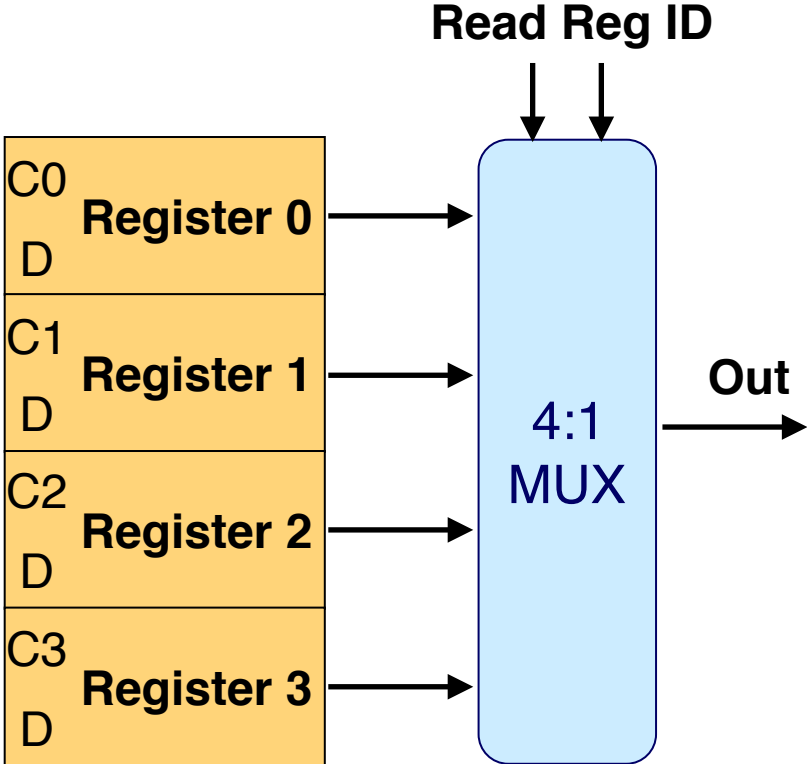 Read Reg ID
C0
Register 0
D
C1
Register 1
D
Out
4:1
MUX
C2
Register 2
D
C3
Register 3
D